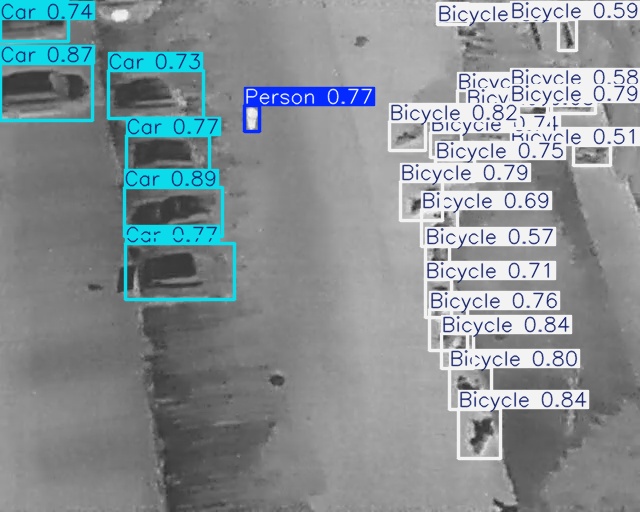 Car 0.74
Bicycle
Bicycle 0.59
Car 0.87
Car 0.73
Bicycle 0.58
Bicycle 0.79
Person 0.77
Bicycle 0.82
Car 0.77
Bicycle 0.51
Bicycle 0.75
Bicycle 0.79
Car 0.89
Bicycle 0.69
Car 0.77
Bicycle 0.57
Bicycle 0.71
Bicycle 0.76
Bicycle 0.84
Bicycle 0.80
Bicycle 0.84